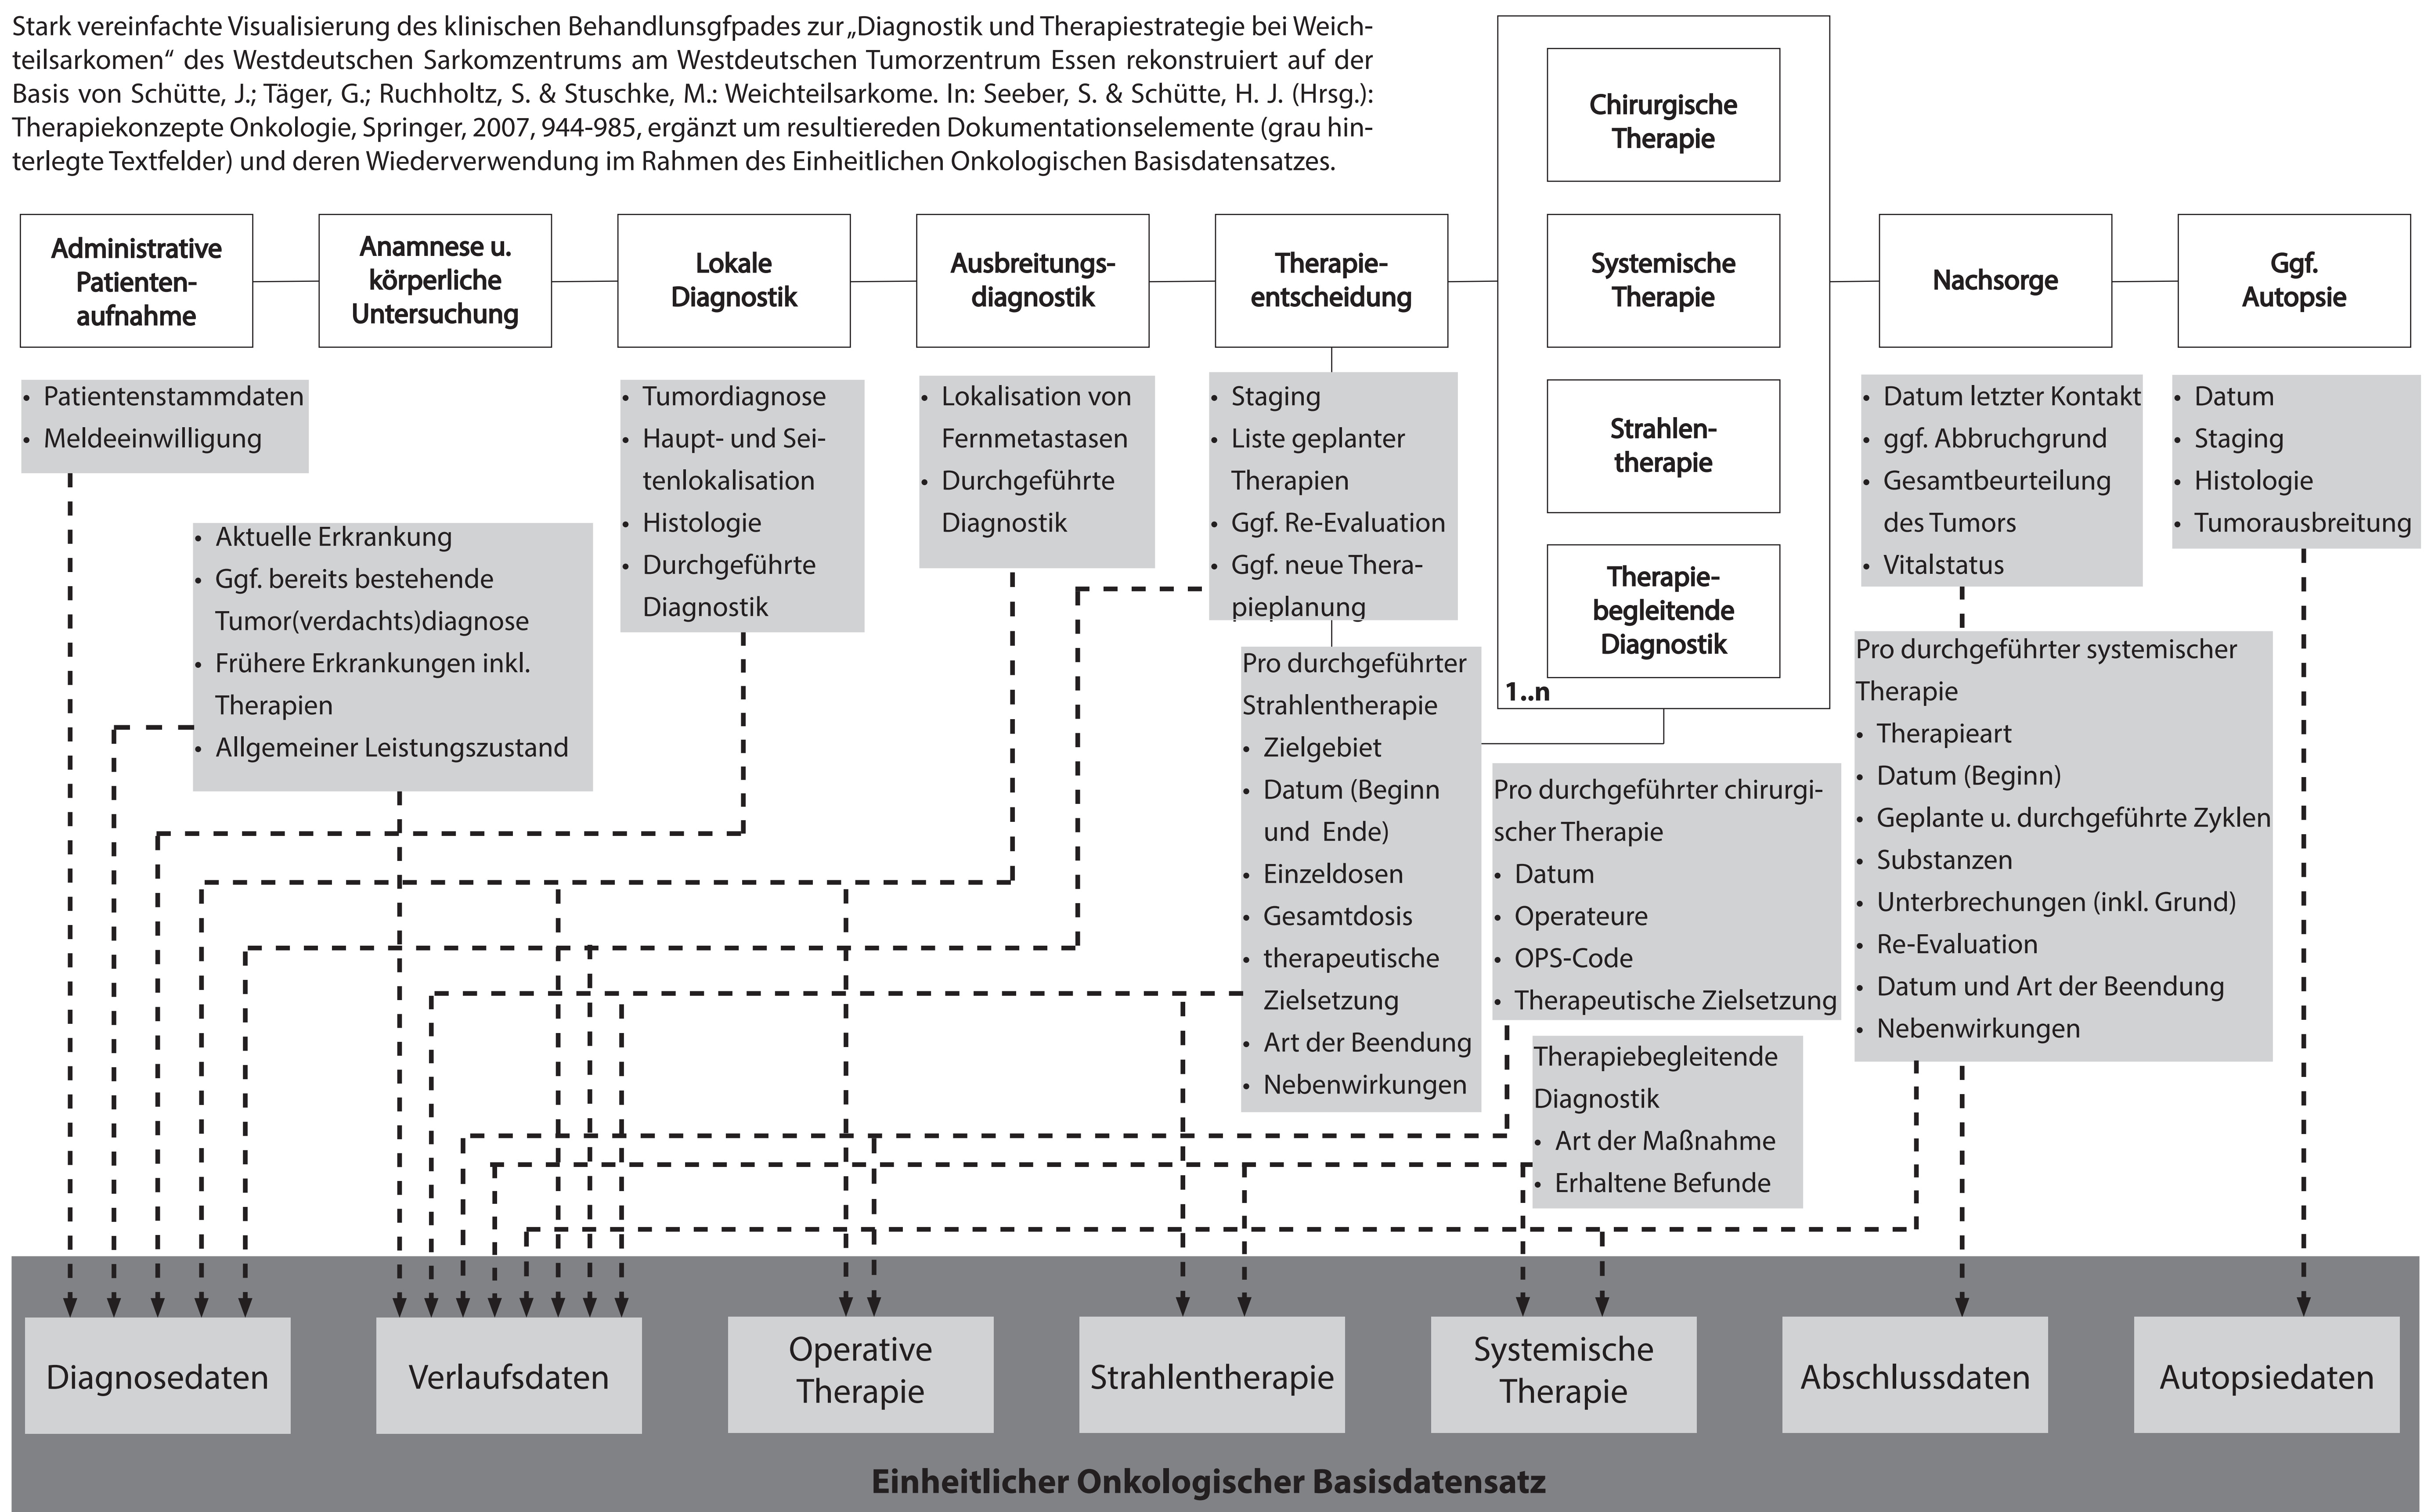 Stark vereinfachte Visualisierung des klinischen Behandlunsgfpades zur „Diagnostik und Therapiestrategie bei Weich-
teilsarkomen“ des Westdeutschen Sarkomzentrums am Westdeutschen Tumorzentrum Essen rekonstruiert auf der
Basis von Schütte, J.; Täger, G.; Ruchholtz, S. & Stuschke, M.: Weichteilsarkome. In: Seeber, S. & Schütte, H. J. (Hrsg.):
Therapiekonzepte Onkologie, Springer, 2007, 944-985, ergänzt um resultiereden Dokumentationselemente (grau hin-
terlegte Textfelder) und deren Wiederverwendung im Rahmen des Einheitlichen Onkologischen Basisdatensatzes.
Administrative
Patienten-
aufnahme
Anamnese u.
körperliche
Untersuchung
Lokale
Diagnostik
Ausbreitungs-
diagnostik
Therapie-
entscheidung
Chirurgische
Therapie
Systemische
Therapie
Strahlen-
therapie
Therapie-
begleitende
Diagnostik
1..n
Nachsorge
Ggf.
Autopsie
• Patientenstammdaten
• Meldeeinwilligung
• Aktuelle Erkrankung
• Ggf. bereits bestehende
Tumor(verdachts)diagnose
• Frühere Erkrankungen inkl.
Therapien
• Allgemeiner Leistungszustand
• Tumordiagnose
• Haupt- und Sei-
tenlokalisation
• Histologie
• Durchgeführte
Diagnostik
• Lokalisation von
Fernmetastasen
• Durchgeführte
Diagnostik
• Staging
• Liste geplanter
Therapien
• Ggf. Re-Evaluation
• Ggf. neue Thera-
pieplanung
Pro durchgeführter
Strahlentherapie
• Zielgebiet
• Datum (Beginn
und Ende)
• Einzeldosen
• Gesamtdosis
• therapeutische
Zielsetzung
• Art der Beendung
• Nebenwirkungen
Pro durchgeführter chirurgi-
scher Therapie
• Datum
• Operateure
• OPS-Code
• Therapeutische Zielsetzung
Therapiebegleitende
Diagnostik
• Art der Maßnahme
• Erhaltene Befunde
• Datum letzter Kontakt
• ggf. Abbruchgrund
• Gesamtbeurteilung
des Tumors
• Vitalstatus
Pro durchgeführter systemischer
Therapie
• Therapieart
• Datum (Beginn)
• Geplante u. durchgeführte Zyklen
• Substanzen
• Unterbrechungen (inkl. Grund)
• Re-Evaluation
• Datum und Art der Beendung
• Nebenwirkungen
• Datum
• Staging
• Histologie
• Tumorausbreitung
Diagnosedaten
Verlaufsdaten
Operative
Therapie
Strahlentherapie
Systemische
Therapie
Abschlussdaten
Autopsiedaten
Einheitlicher Onkologischer Basisdatensatz